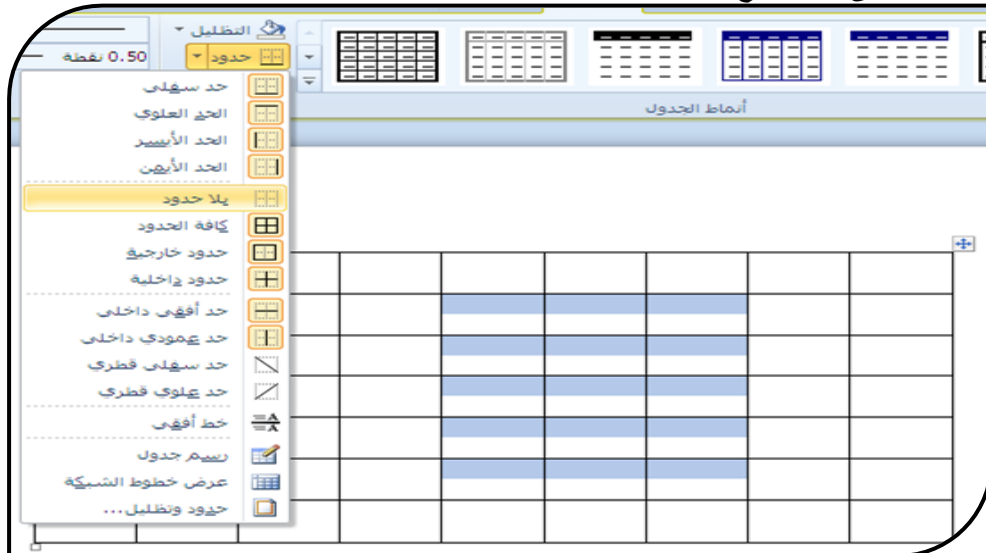 التظليل
حدود
0.50 نقطة
أنماط الجدول
حد سفلي
الحد العلوي
الحد الأيسر
الحد الأيمن
بلا حدود
كافة الحدود
حدود خارجية
حدود داخلية
حد أفقي داخلي
حد عمودي داخلي
حد سفلي قطري
حد علوي قطري
خط أفقي
رسم جدول
عرض خطوط الشبكة
حدود وتظليل...